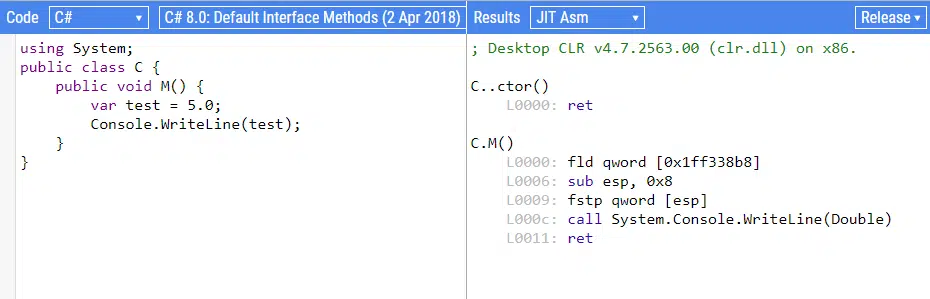 Code C# C# 8.0: Default Interface Methods (2 Apr 2018) Results JIT Asm Release
using System;
public class C {
    public void M() {
        var test = 5.0;
        Console.WriteLine(test);
    }
}
; Desktop CLR v4.7.2563.00 (clr.dll) on x86.
C..ctor()
    L0000: ret
C.M()
    L0000: fld qword [0x1ff338b8]
    L0006: sub esp, 0x8
    L0009: fstp qword [esp]
    L000c: call System.Console.WriteLine(Double)
    L0011: ret